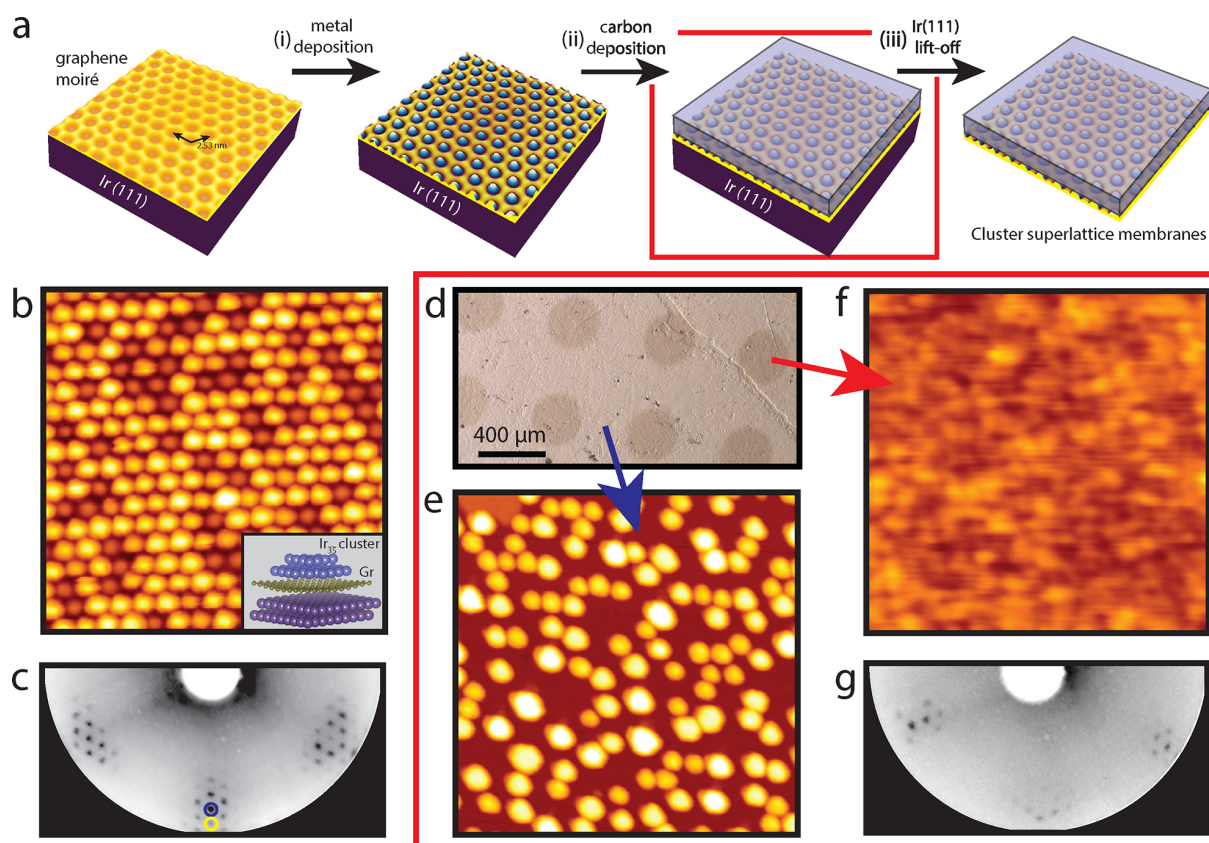 a
graphene
moiré
(i)
metal
deposition
(ii)
carbon
deposition
(iii)
Ir(111)
lift-off
2.53 nm
Ir (111)
Ir (111)
Ir (111)
Cluster superlattice membranes
b
Ir35 cluster
Gr
c
d
400 μm
e
f
g